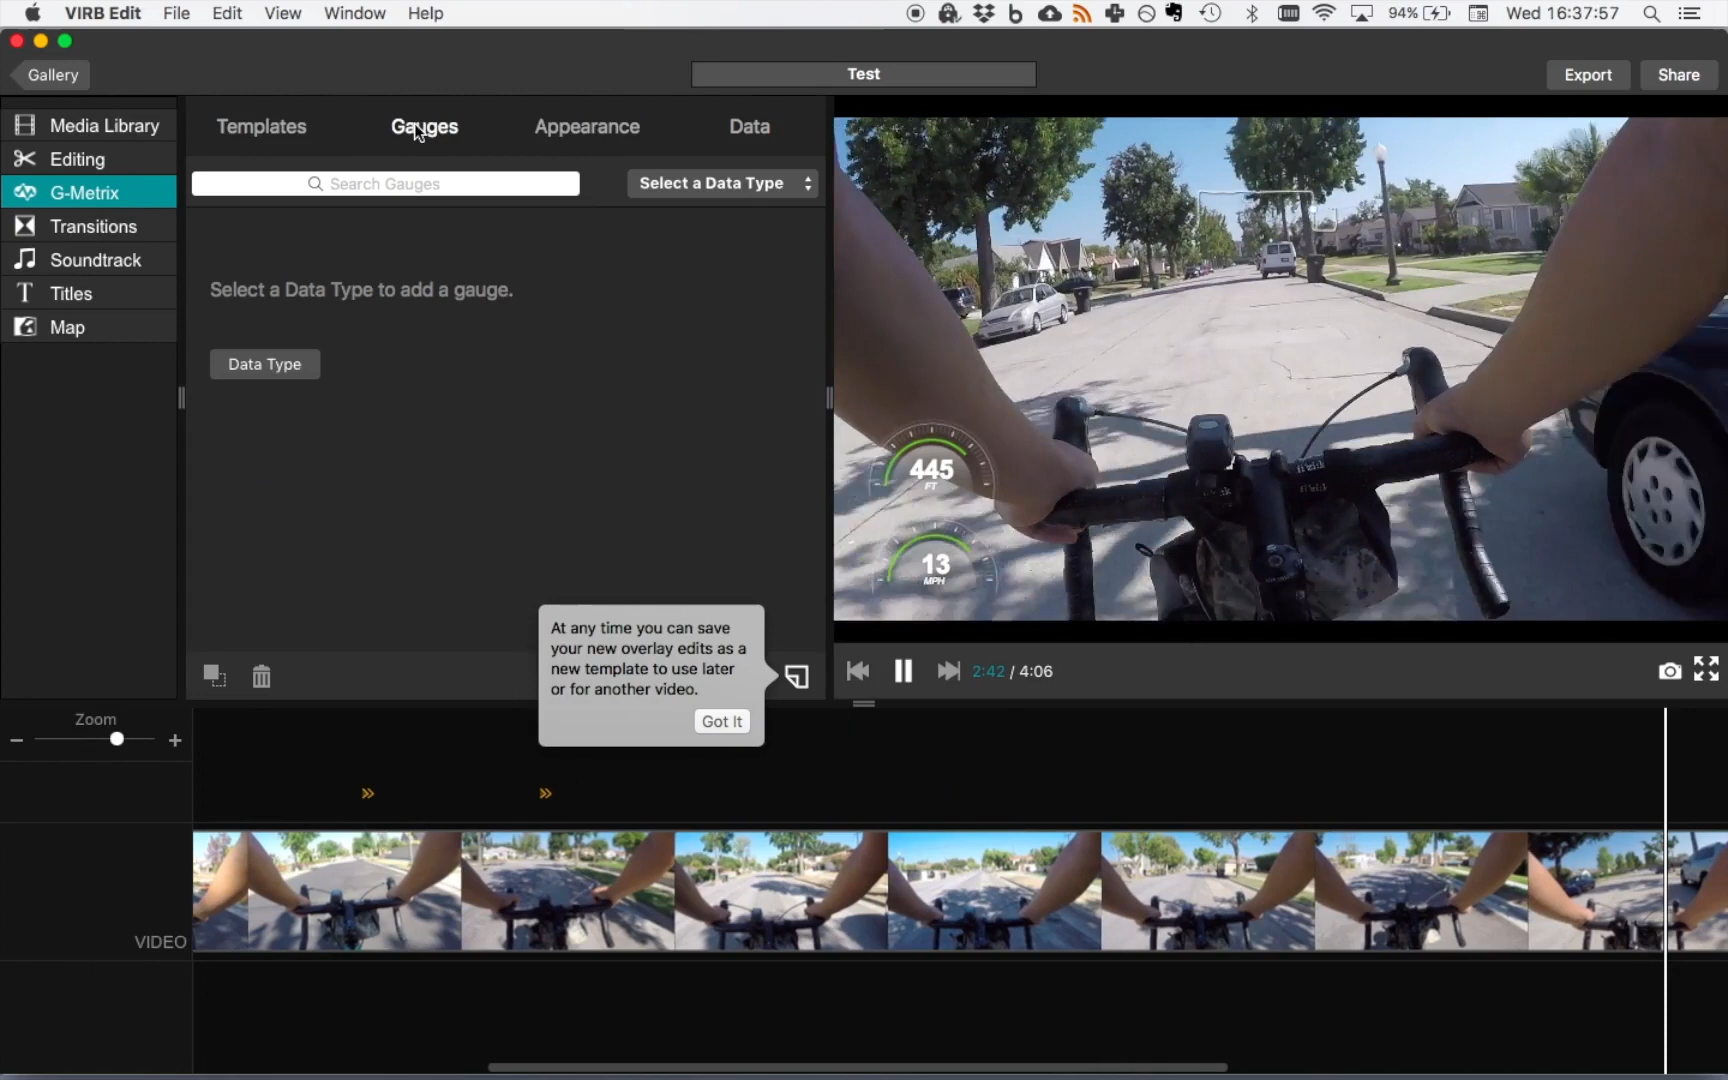 VIRB Edit File Edit View Window Help
94% Wed 16:37:57
Gallery
Test
Export Share
Media Library
Editing
G-Metrix
Transitions
Soundtrack
Titles
Map
Templates Gauges Appearance Data
Search Gauges
Select a Data Type
Select a Data Type to add a gauge.
Data Type
445
FT
13
MPH
At any time you can save
your new overlay edits as a
new template to use later
or for another video.
Got It
2:42 / 4:06
Zoom
VIDEO